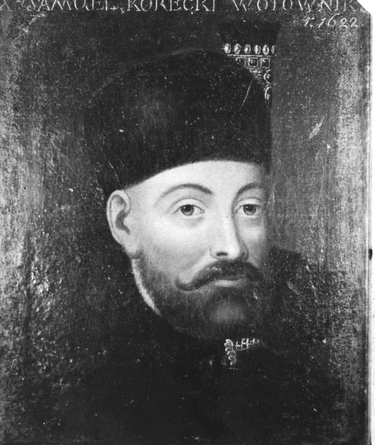 X·SAMUEL KORECKI WOIOWNIK
r. 1622